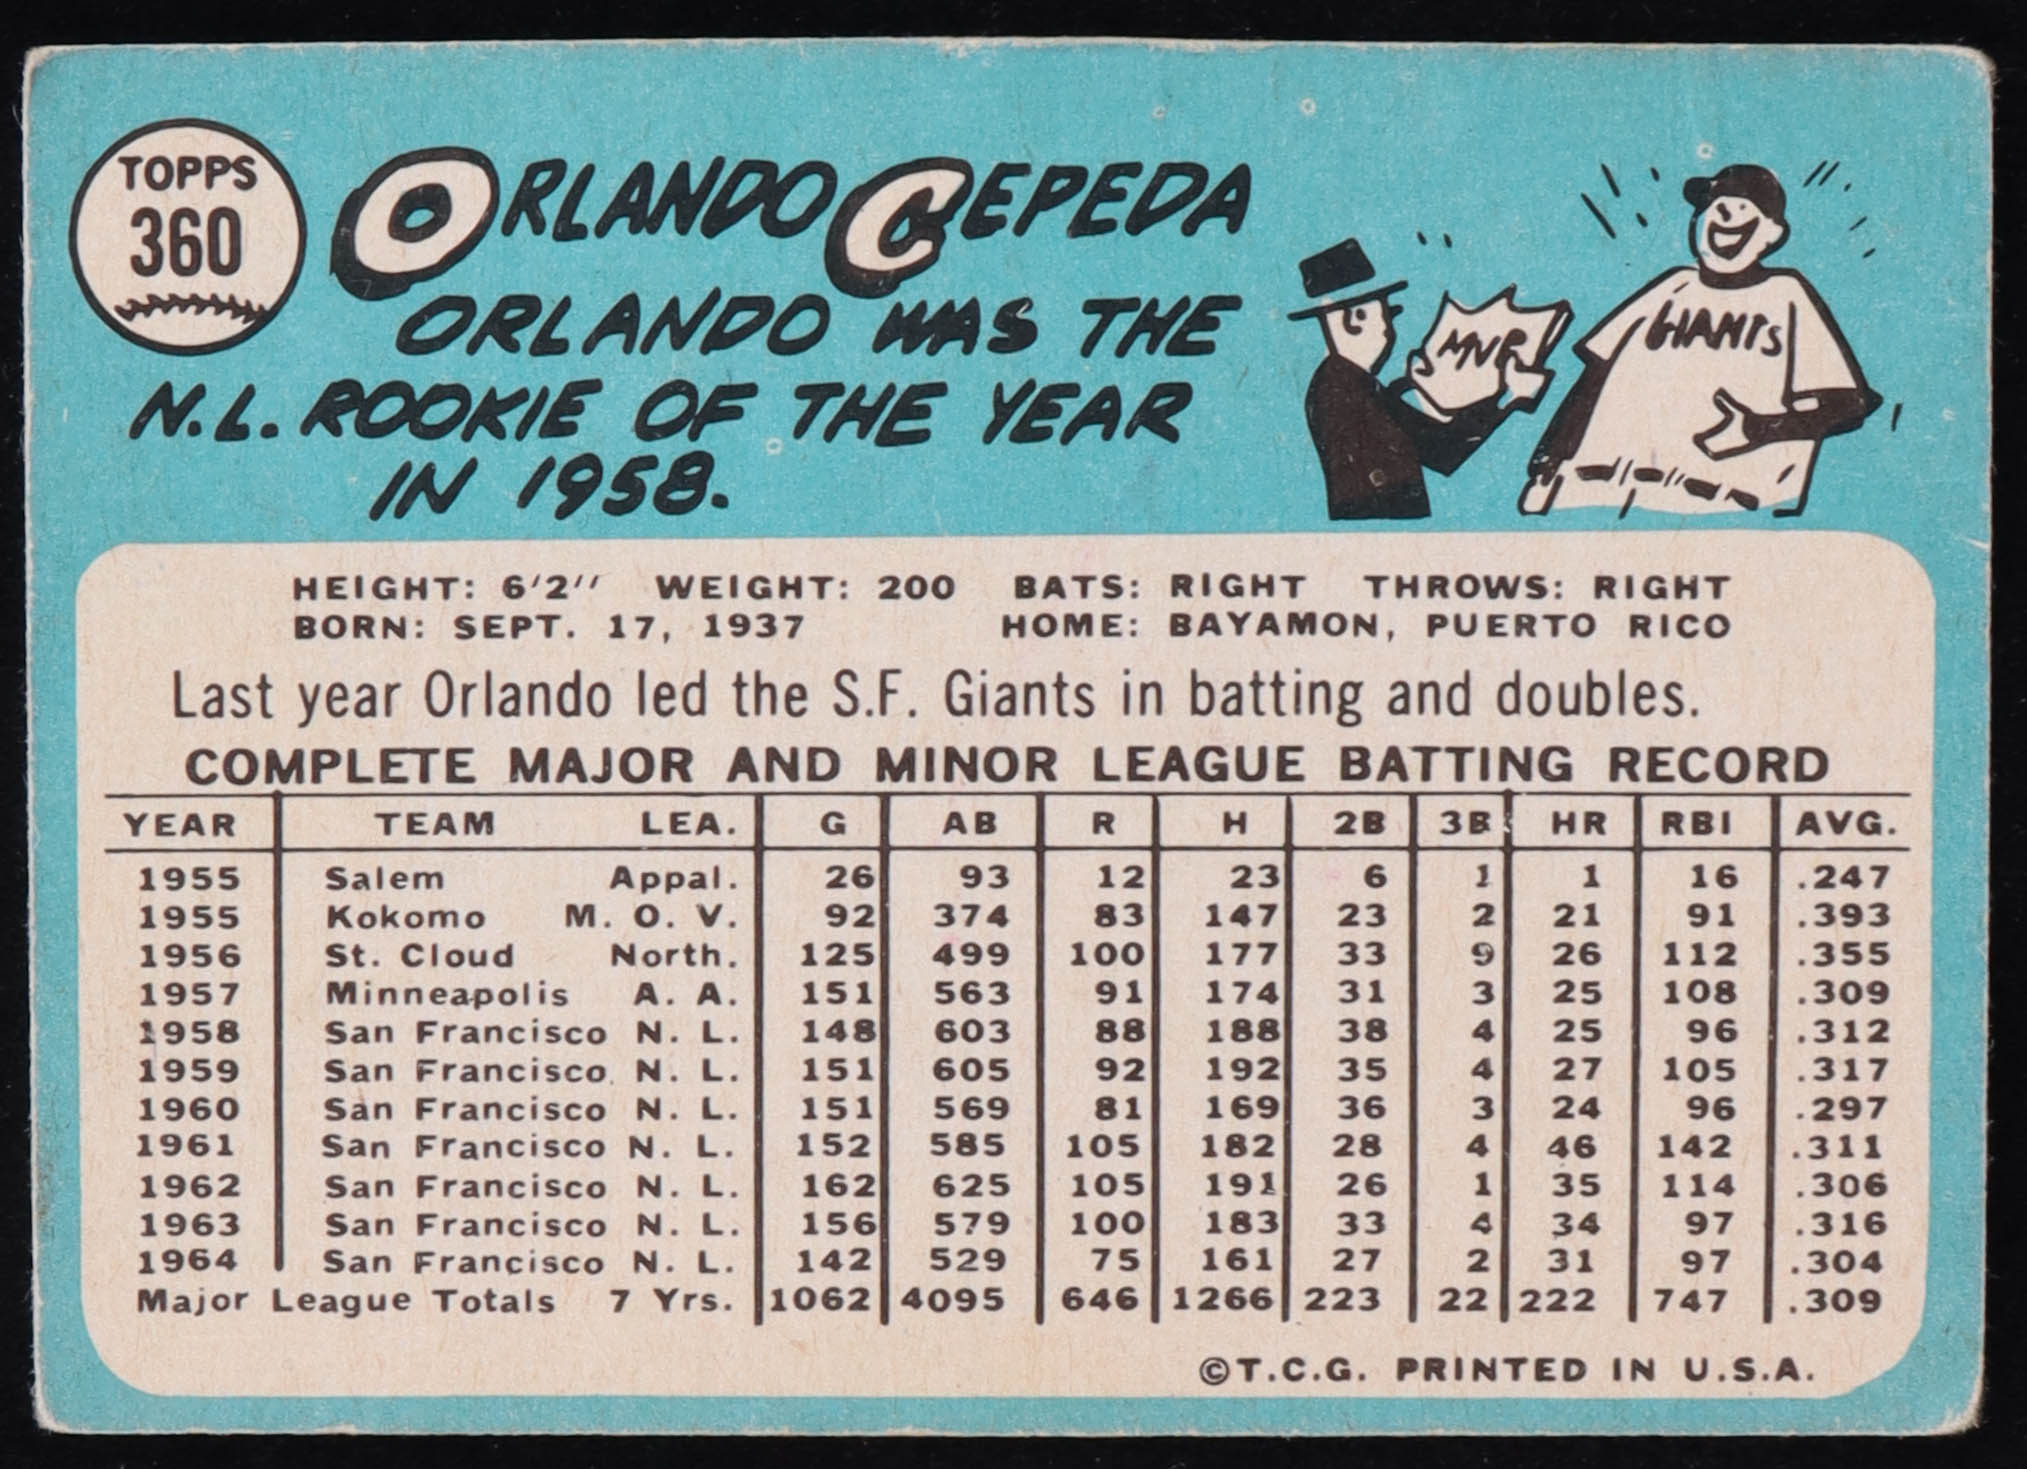 TOPPS
360
ORLANDO CEPEDA
ORLANDO WAS THE
N.L. ROOKIE OF THE YEAR
IN 1958.
MVP
GIANTS
HEIGHT: 6'2'' WEIGHT: 200 BATS: RIGHT THROWS: RIGHT
BORN: SEPT. 17, 1937 HOME: BAYAMON, PUERTO RICO
Last year Orlando led the S.F. Giants in batting and doubles.
COMPLETE MAJOR AND MINOR LEAGUE BATTING RECORD
YEAR TEAM LEA. G AB R H 2B 3B HR RBI AVG.
1955 Salem Appal. 26 93 12 23 6 1 1 16 .247
1955 Kokomo M. O. V. 92 374 83 147 23 2 21 91 .393
1956 St. Cloud North. 125 499 100 177 33 9 26 112 .355
1957 Minneapolis A. A. 151 563 91 174 31 3 25 108 .309
1958 San Francisco N. L. 148 603 88 188 38 4 25 96 .312
1959 San Francisco N. L. 151 605 92 192 35 4 27 105 .317
1960 San Francisco N. L. 151 569 81 169 36 3 24 96 .297
1961 San Francisco N. L. 152 585 105 182 28 4 46 142 .311
1962 San Francisco N. L. 162 625 105 191 26 1 35 114 .306
1963 San Francisco N. L. 156 579 100 183 33 4 34 97 .316
1964 San Francisco N. L. 142 529 75 161 27 2 31 97 .304
Major League Totals 7 Yrs. 1062 4095 646 1266 223 22 222 747 .309
©T.C.G. PRINTED IN U.S.A.